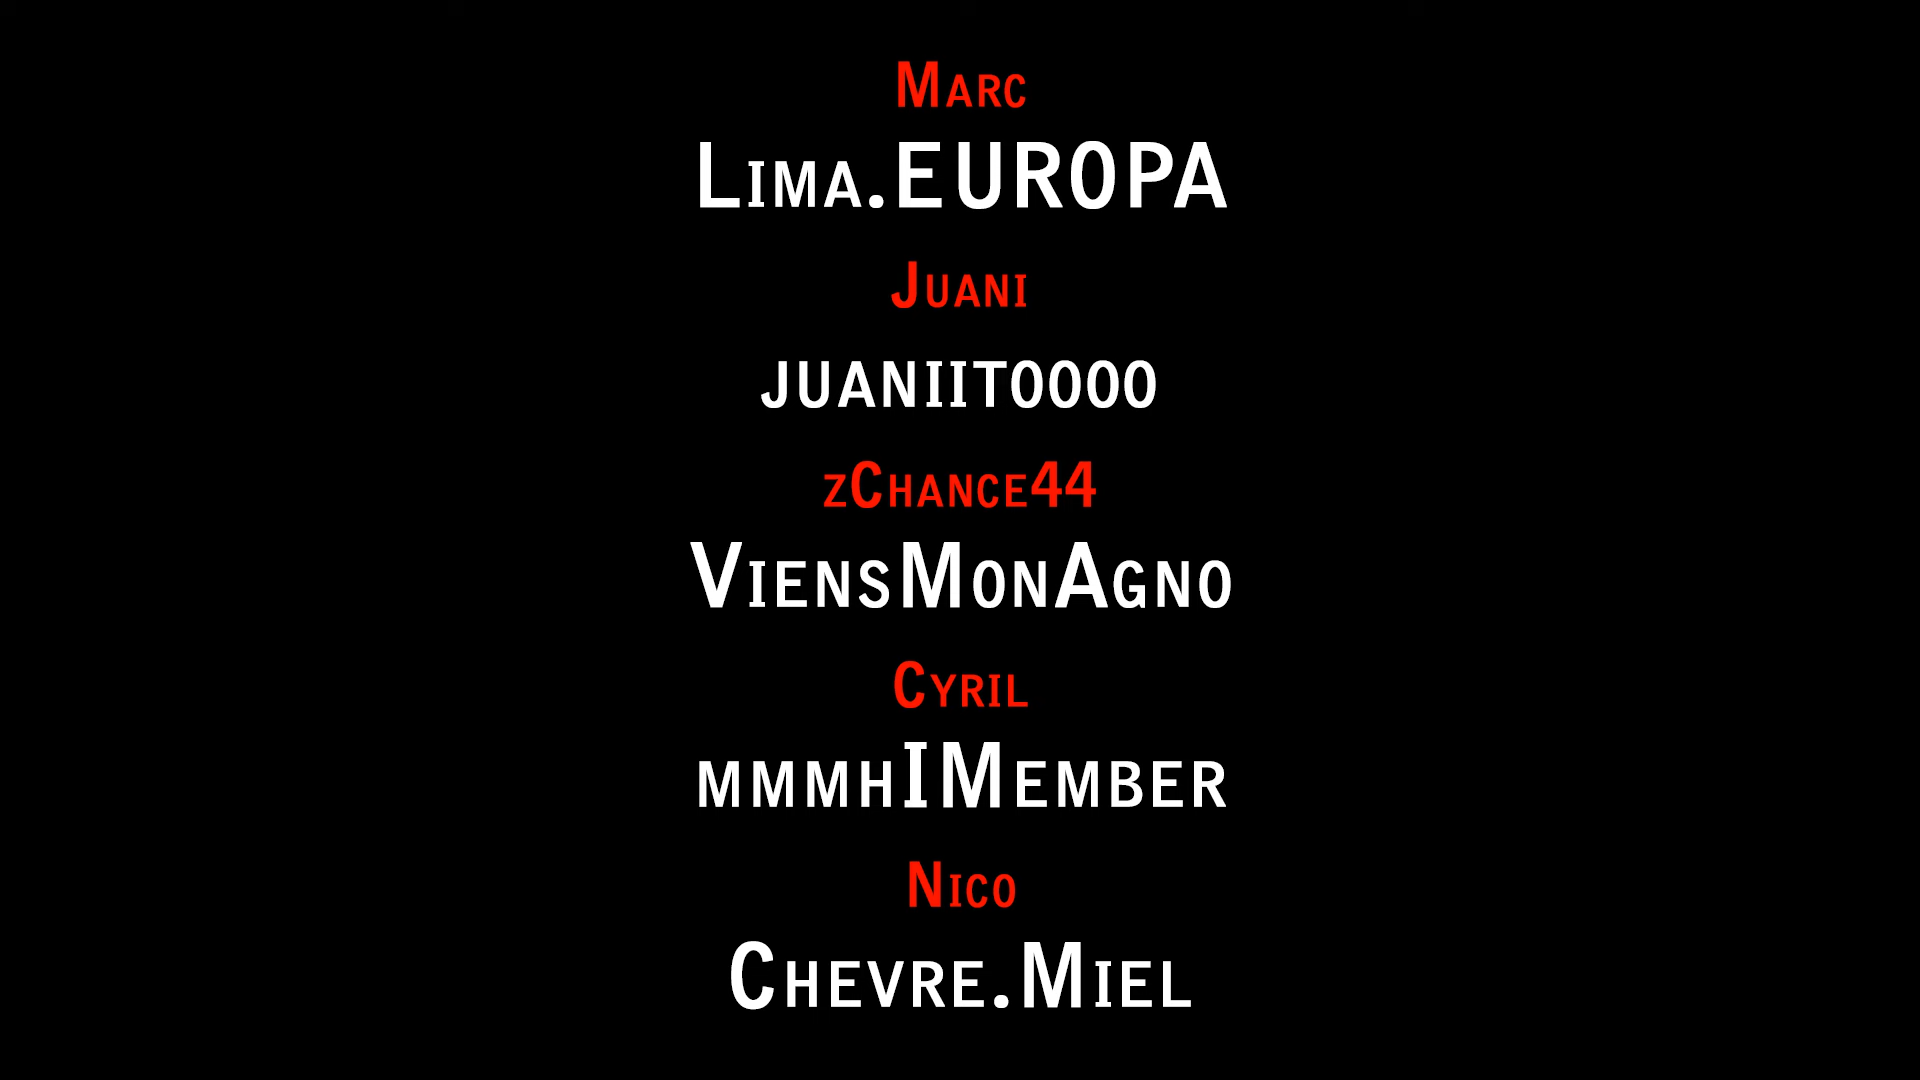 Marc
Lima.EUROPA
Juani
juaniitoooo
zChance44
ViensMonAgno
Cyril
mmmhIMember
Nico
Chevre.Miel